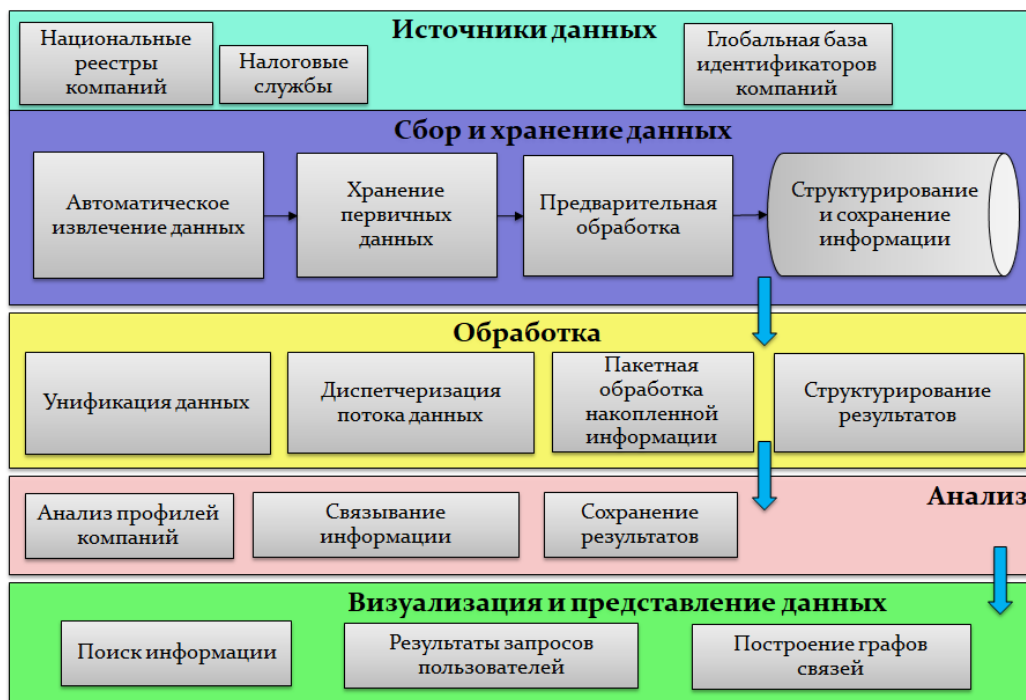 Источники данных
Национальные
реестры
компаний
Налоговые
службы
Глобальная база
идентификаторов
компаний
Сбор и хранение данных
Автоматическое
извлечение данных
Хранение
первичных
данных
Предварительная
обработка
Структурирование
и сохранение
информации
Обработка
Унификация данных
Диспетчеризация
потока данных
Пакетная
обработка
накопленной
информации
Структурирование
результатов
Анализ
Анализ профилей
компаний
Связывание
информации
Сохранение
результатов
Визуализация и представление данных
Поиск информации
Результаты запросов
пользователей
Построение графов
связей